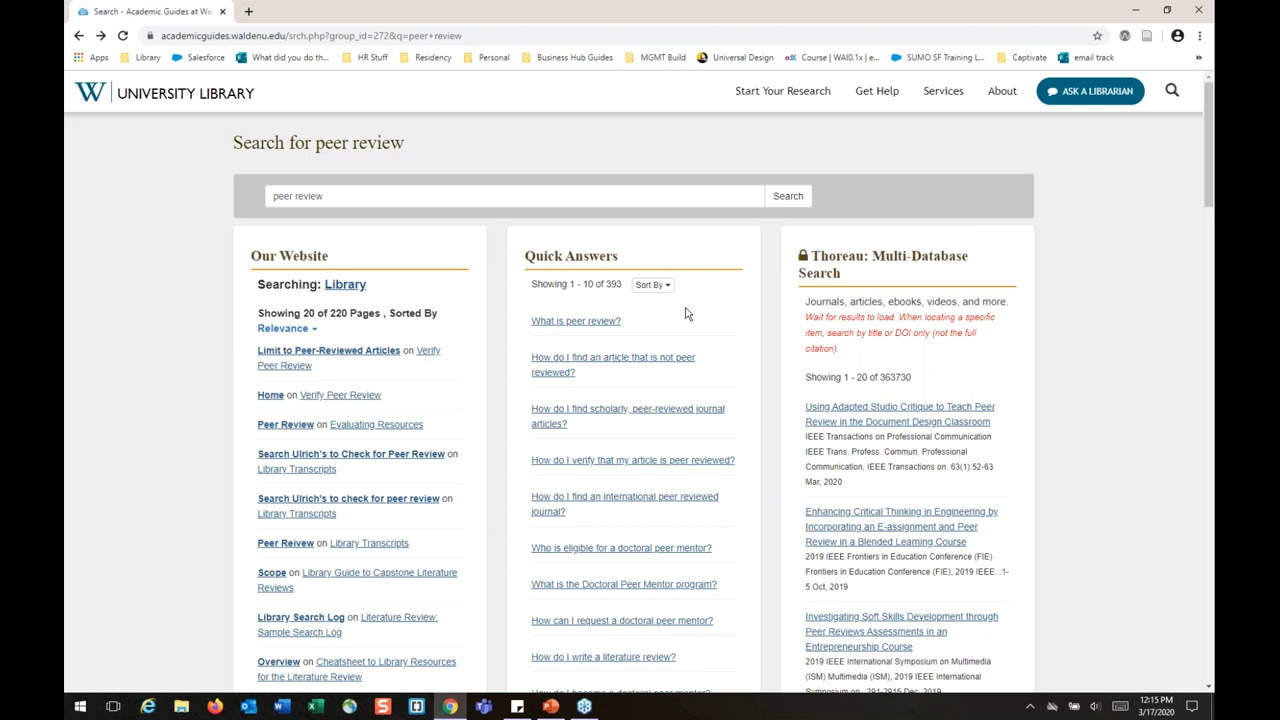 Search - Academic Guides at Wa
academicguides.waldenu.edu/srch.php?group_id=272&q=peer+review
Apps Library Salesforce What did you do th... HR Stuff Residency Personal Business Hub Guides MGMT Build Universal Design Course | WAI0.1x | e... SUMO SF Training L... Captivate email track »
W UNIVERSITY LIBRARY Start Your Research Get Help Services About ASK A LIBRARIAN
Search for peer review
peer review Search
Our Website
Searching: Library
Showing 20 of 220 Pages , Sorted By
Relevance
Limit to Peer-Reviewed Articles on Verify
Peer Review
Home on Verify Peer Review
Peer Review on Evaluating Resources
Search Ulrich's to Check for Peer Review on
Library Transcripts
Search Ulrich's to check for peer review on
Library Transcripts
Peer Reivew on Library Transcripts
Scope on Library Guide to Capstone Literature
Reviews
Library Search Log on Literature Review:
Sample Search Log
Overview on Cheatsheet to Library Resources
for the Literature Review
Quick Answers
Showing 1 - 10 of 393 Sort By
What is peer review?
How do I find an article that is not peer
reviewed?
How do I find scholarly, peer-reviewed journal
articles?
How do I verify that my article is peer reviewed?
How do I find an international peer reviewed
journal?
Who is eligible for a doctoral peer mentor?
What is the Doctoral Peer Mentor program?
How can I request a doctoral peer mentor?
How do I write a literature review?
How do I become a doctoral peer mentor?
Thoreau: Multi-Database
Search
Journals, articles, ebooks, videos, and more.
Wait for results to load. When locating a specific
item, search by title or DOI only (not the full
citation).
Showing 1 - 20 of 363730
Using Adapted Studio Critique to Teach Peer
Review in the Document Design Classroom
IEEE Transactions on Professional Communication
IEEE Trans. Profess. Commun. Professional
Communication, IEEE Transactions on. 63(1):52-63
Mar, 2020
Enhancing Critical Thinking in Engineering by
Incorporating an E-assignment and Peer
Review in a Blended Learning Course
2019 IEEE Frontiers in Education Conference (FIE)
Frontiers in Education Conference (FIE), 2019 IEEE. :1-
5 Oct, 2019
Investigating Soft Skills Development through
Peer Reviews Assessments in an
Entrepreneurship Course
2019 IEEE International Symposium on Multimedia
(ISM) Multimedia (ISM), 2019 IEEE International
Symposium on. :291-2915 Dec, 2019
12:15 PM
3/17/2020